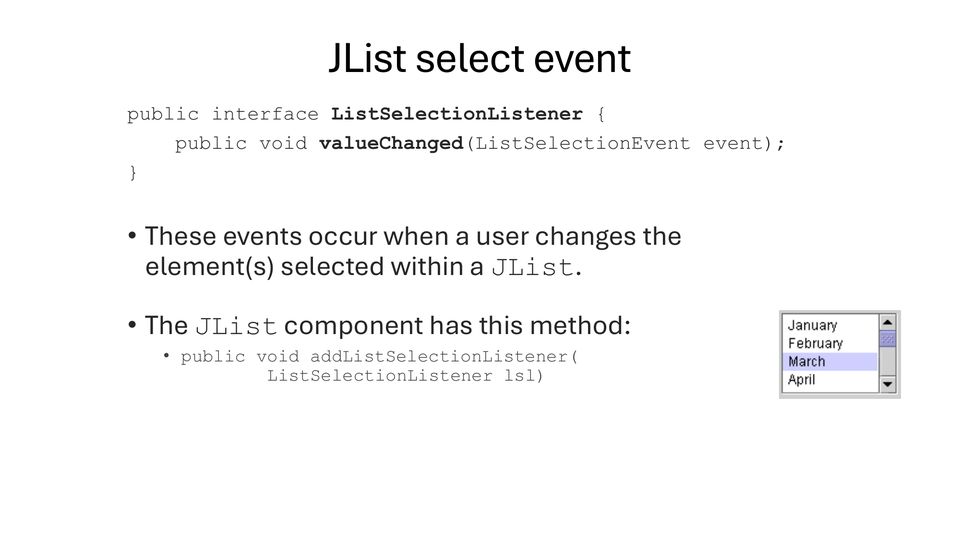 JList select event
public interface ListSelectionListener {
    public void valueChanged(ListSelectionEvent event);
}
• These events occur when a user changes the
element(s) selected within a JList.
• The JList component has this method:
• public void addListSelectionListener(
ListSelectionListener lsl)
January
February
March
April